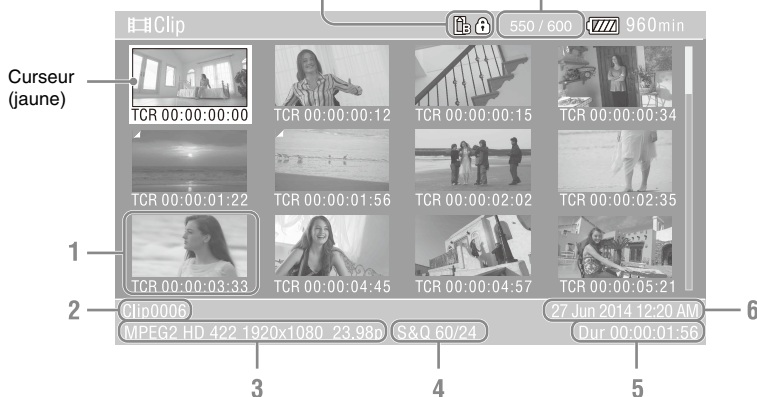 Clip B 550 / 600 960min
Curseur
(jaune)
TCR 00:00:00:00 TCR 00:00:00:12 TCR 00:00:00:15 TCR 00:00:00:34
TCR 00:00:01:22 TCR 00:00:01:56 TCR 00:00:02:02 TCR 00:00:02:35
1
TCR 00:00:03:33 TCR 00:00:04:45 TCR 00:00:04:57 TCR 00:00:05:21
2 Clip0006 27 Jun 2014 12:20 AM 6
MPEG2 HD 422 1920x1080 23.98p S&Q 60/24 Dur 00:00:01:56
3 4 5